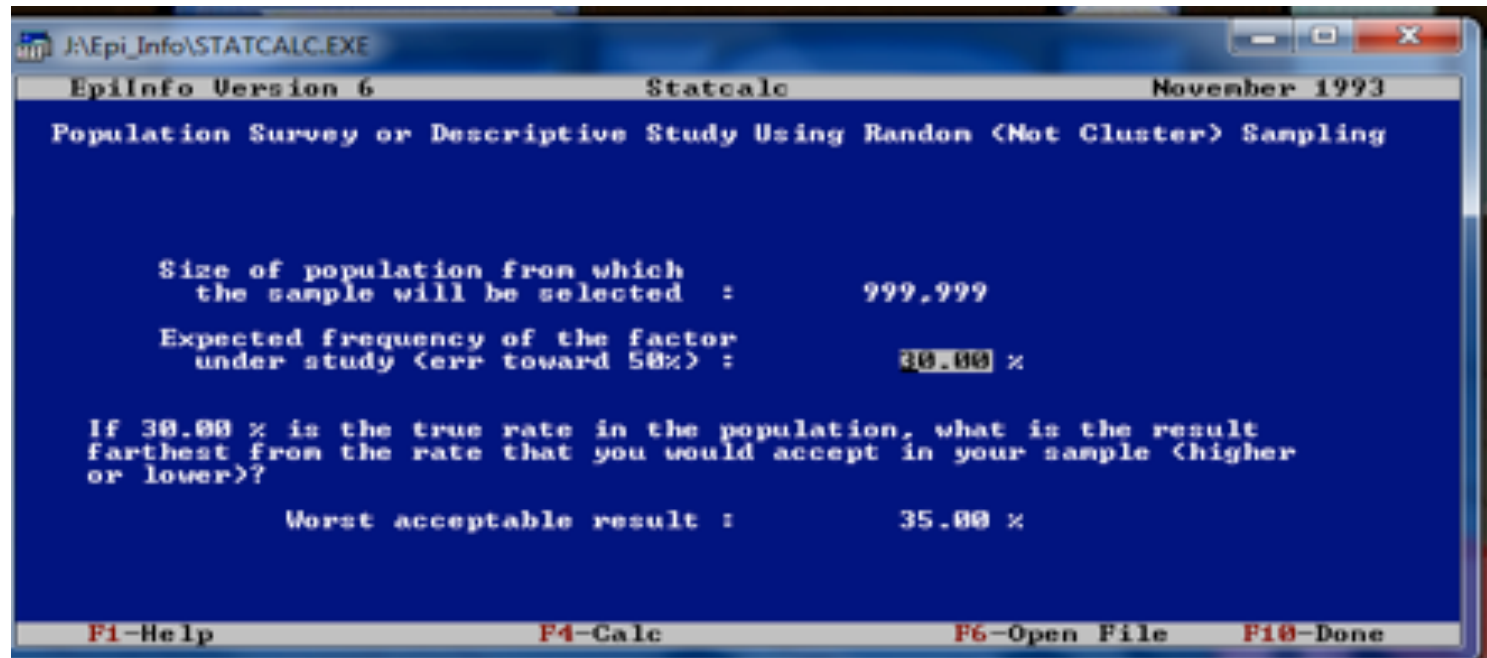 J:\Epi_Info\STATCALC.EXE
EpiInfo Version 6 Statcalc November 1993
Population Survey or Descriptive Study Using Random (Not Cluster) Sampling
Size of population from which
the sample will be selected : 999,999
Expected frequency of the factor
under study (err toward 50%) : 30.00 %
If 30.00 % is the true rate in the population, what is the result
farthest from the rate that you would accept in your sample (higher
or lower)?
Worst acceptable result : 35.00 %
F1-Help F4-Calc F6-Open File F10-Done